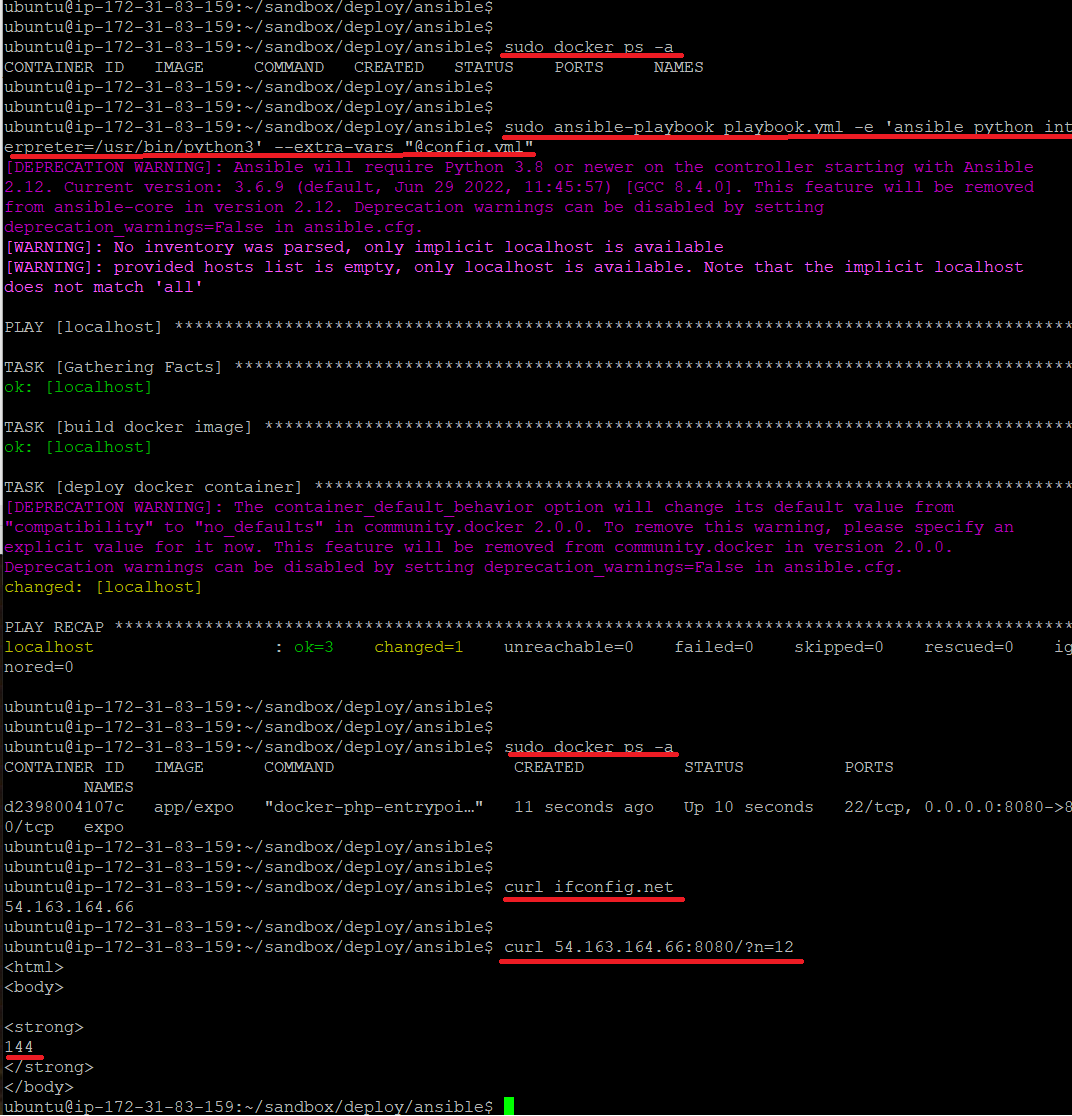 ubuntu@ip-172-31-83-159:~/sandbox/deploy/ansible$
ubuntu@ip-172-31-83-159:~/sandbox/deploy/ansible$
ubuntu@ip-172-31-83-159:~/sandbox/deploy/ansible$ sudo docker ps -a
CONTAINER ID   IMAGE     COMMAND   CREATED   STATUS    PORTS     NAMES
ubuntu@ip-172-31-83-159:~/sandbox/deploy/ansible$
ubuntu@ip-172-31-83-159:~/sandbox/deploy/ansible$
ubuntu@ip-172-31-83-159:~/sandbox/deploy/ansible$ sudo ansible-playbook playbook.yml -e 'ansible_python_int
erpreter=/usr/bin/python3' --extra-vars "@config.yml"
[DEPRECATION WARNING]: Ansible will require Python 3.8 or newer on the controller starting with Ansible
2.12. Current version: 3.6.9 (default, Jun 29 2022, 11:45:57) [GCC 8.4.0]. This feature will be removed
from ansible-core in version 2.12. Deprecation warnings can be disabled by setting
deprecation_warnings=False in ansible.cfg.
[WARNING]: No inventory was parsed, only implicit localhost is available
[WARNING]: provided hosts list is empty, only localhost is available. Note that the implicit localhost
does not match 'all'
PLAY [localhost] ******************************************************************************************
TASK [Gathering Facts] ************************************************************************************
ok: [localhost]
TASK [build docker image] *********************************************************************************
ok: [localhost]
TASK [deploy docker container] ****************************************************************************
[DEPRECATION WARNING]: The container_default_behavior option will change its default value from
"compatibility" to "no_defaults" in community.docker 2.0.0. To remove this warning, please specify an
explicit value for it now. This feature will be removed from community.docker in version 2.0.0.
Deprecation warnings can be disabled by setting deprecation_warnings=False in ansible.cfg.
changed: [localhost]
PLAY RECAP ************************************************************************************************
localhost                  : ok=3    changed=1    unreachable=0    failed=0    skipped=0    rescued=0    ig
nored=0
ubuntu@ip-172-31-83-159:~/sandbox/deploy/ansible$
ubuntu@ip-172-31-83-159:~/sandbox/deploy/ansible$
ubuntu@ip-172-31-83-159:~/sandbox/deploy/ansible$ sudo docker ps -a
CONTAINER ID   IMAGE      COMMAND                  CREATED          STATUS          PORTS
        NAMES
d2398004107c   app/expo   "docker-php-entrypoi…"   11 seconds ago   Up 10 seconds   22/tcp, 0.0.0.0:8080->8
0/tcp   expo
ubuntu@ip-172-31-83-159:~/sandbox/deploy/ansible$
ubuntu@ip-172-31-83-159:~/sandbox/deploy/ansible$
ubuntu@ip-172-31-83-159:~/sandbox/deploy/ansible$ curl ifconfig.net
54.163.164.66
ubuntu@ip-172-31-83-159:~/sandbox/deploy/ansible$
ubuntu@ip-172-31-83-159:~/sandbox/deploy/ansible$ curl 54.163.164.66:8080/?n=12
<html>
<body>
<strong>
144
</strong>
</body>
ubuntu@ip-172-31-83-159:~/sandbox/deploy/ansible$